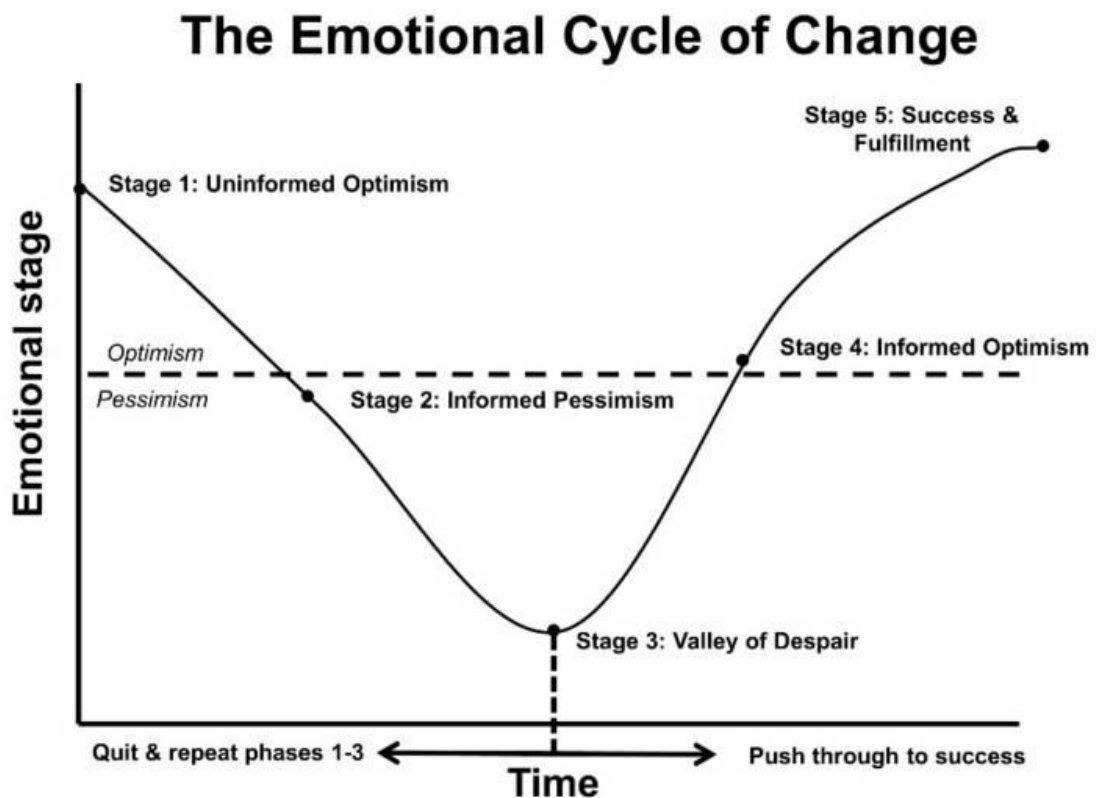 The Emotional Cycle of Change
Stage 5: Success &
Fulfillment
Stage 1: Uninformed Optimism
Emotional stage
Optimism
Stage 4: Informed Optimism
Pessimism
Stage 2: Informed Pessimism
Stage 3: Valley of Despair
Quit & repeat phases 1-3
Push through to success
Time